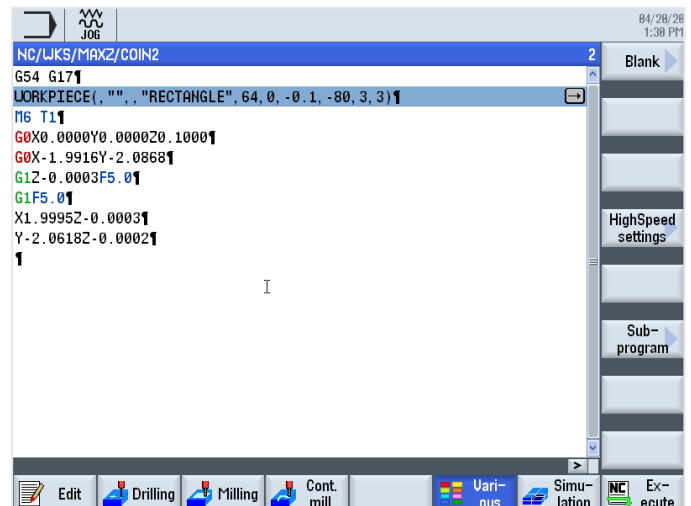 JOG
04/20/20
1:30 PM
NC/WKS/MAXZ/COIN2 2
G54 G17¶
WORKPIECE(,"",,"RECTANGLE",64,0,-0.1,-80,3,3)¶
M6 T1¶
G0X0.0000Y0.0000Z0.1000¶
G0X-1.9916Y-2.0868¶
G1Z-0.0003F5.0¶
G1F5.0¶
X1.9995Z-0.0003¶
Y-2.0618Z-0.0002¶
¶
Blank
HighSpeed
settings
Sub-
program
Edit
Drilling
Milling
Cont.
mill
Vari-
ous
Simu-
lation
NC
Ex-
ecute